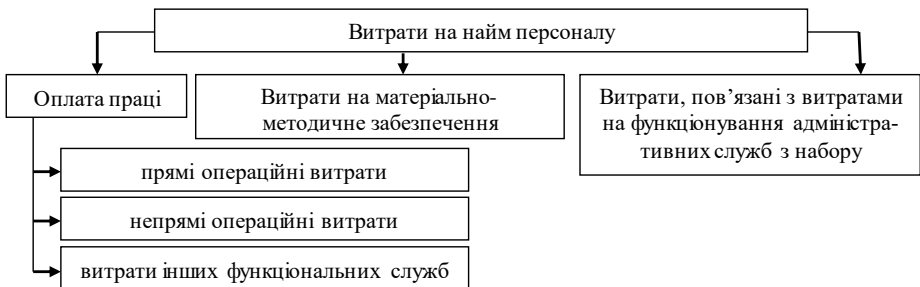 Витрати на найм персоналу
Оплата праці
Витрати на матеріально-
методичне забезпечення
Витрати, пов’язані з витратами
на функціонування адміністра-
тивних служб з набору
прямі операційні витрати
непрямі операційні витрати
витрати інших функціональних служб